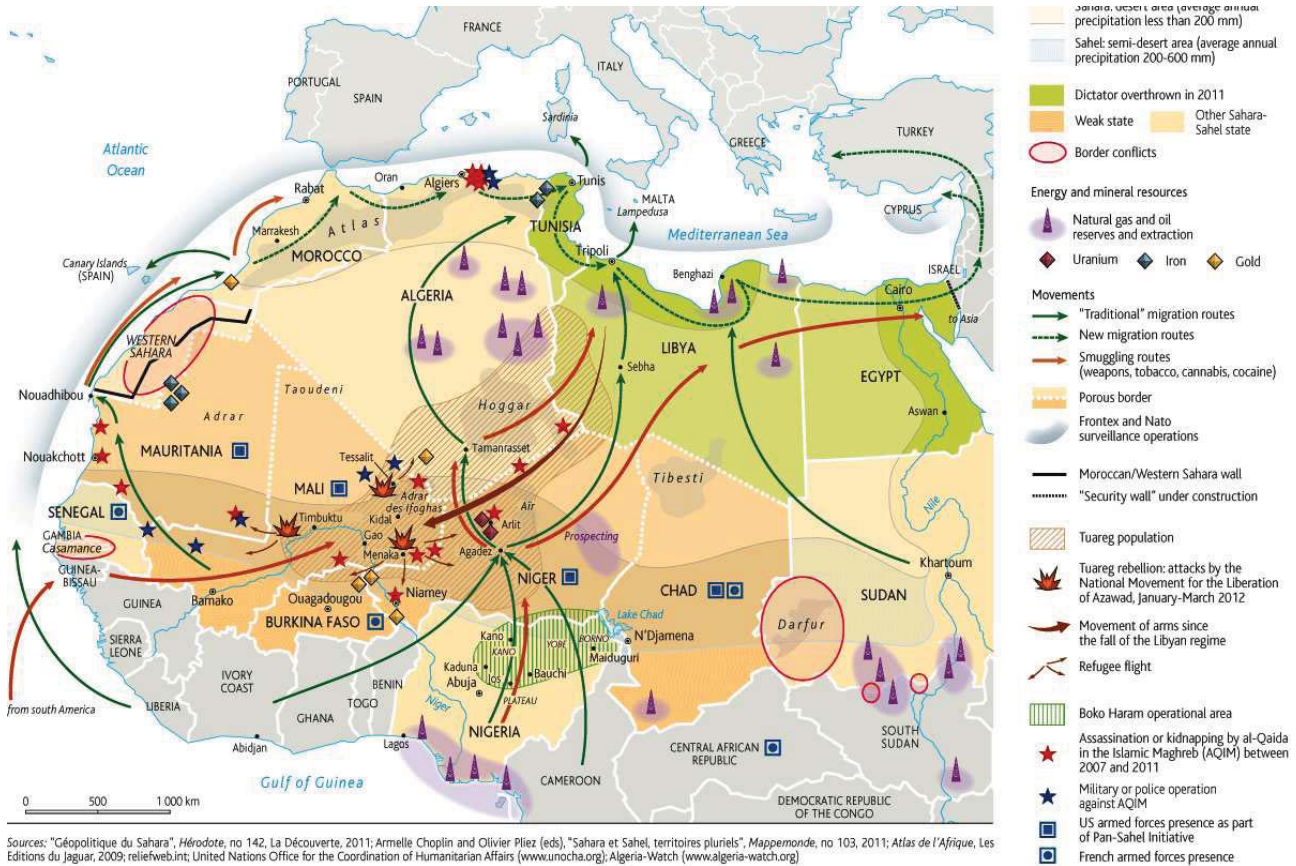 FRANCE
PORTUGAL
SPAIN
ITALY
Sardinia
GREECE
TURKEY
Atlantic
Ocean
Oran
Algiers
Tunis
MALTA
Lampedusa
CYPRUS
Rabat
Atlas
TUNISIA
Mediterranean Sea
Marrakesh
MOROCCO
Tripoli
Canary Islands
(SPAIN)
Benghazi
ISRAEL
Cairo
ALGERIA
to Asia
WESTERN
SAHARA
LIBYA
Sebha
EGYPT
Nouadhibou
Taoudeni
Hoggar
Adrar
Aswan
Tamanrasset
MAURITANIA
Nouakchott
Tessalit
Tibesti
MALI
Adrar
des Ifoghas
Aïr
Nile
SENEGAL
Timbuktu
Kidal
Arlit
GAMBIA
Casamance
Gao
Prospecting
Menaka
Agadez
Khartoum
GUINEA-
BISSAU
NIGER
CHAD
SUDAN
Bamako
Ouagadougou
Niamey
GUINEA
BURKINA FASO
Lake Chad
Darfur
N'Djamena
Kano
KANO
YOBE
BORNO
Maiduguri
SIERRA
LEONE
IVORY
COAST
BENIN
Kaduna
Bauchi
Abuja
Jos
PLATEAU
TOGO
GHANA
Niger
from south America
LIBERIA
NIGERIA
SOUTH
SUDAN
Abidjan
Lagos
CENTRAL AFRICAN
REPUBLIC
Gulf of Guinea
CAMEROON
0 500 1 000 km
DEMOCRATIC REPUBLIC
OF THE CONGO
Sahara: desert area (average annual
precipitation less than 200 mm)
Sahel: semi-desert area (average annual
precipitation 200-600 mm)
Dictator overthrown in 2011
Weak state
Other Sahara-
Sahel state
Border conflicts
Energy and mineral resources
Natural gas and oil
reserves and extraction
Uranium
Iron
Gold
Movements
"Traditional" migration routes
New migration routes
Smuggling routes
(weapons, tobacco, cannabis, cocaine)
Porous border
Frontex and Nato
surveillance operations
Moroccan/Western Sahara wall
"Security wall" under construction
Tuareg population
Tuareg rebellion: attacks by the
National Movement for the Liberation
of Azawad, January-March 2012
Movement of arms since
the fall of the Libyan regime
Refugee flight
Boko Haram operational area
Assassination or kidnapping by al-Qaida
in the Islamic Maghreb (AQIM) between
2007 and 2011
Military or police operation
against AQIM
US armed forces presence as part
of Pan-Sahel Initiative
French armed forces presence
Sources: "Géopolitique du Sahara", Hérodote, no 142, La Découverte, 2011; Armelle Choplin and Olivier Pliez (eds), "Sahara et Sahel, territoires pluriels", Mappemonde, no 103, 2011; Atlas de l'Afrique, Les
Editions du Jaguar, 2009; reliefweb.int; United Nations Office for the Coordination of Humanitarian Affairs (www.unocha.org); Algeria-Watch (www.algeria-watch.org)